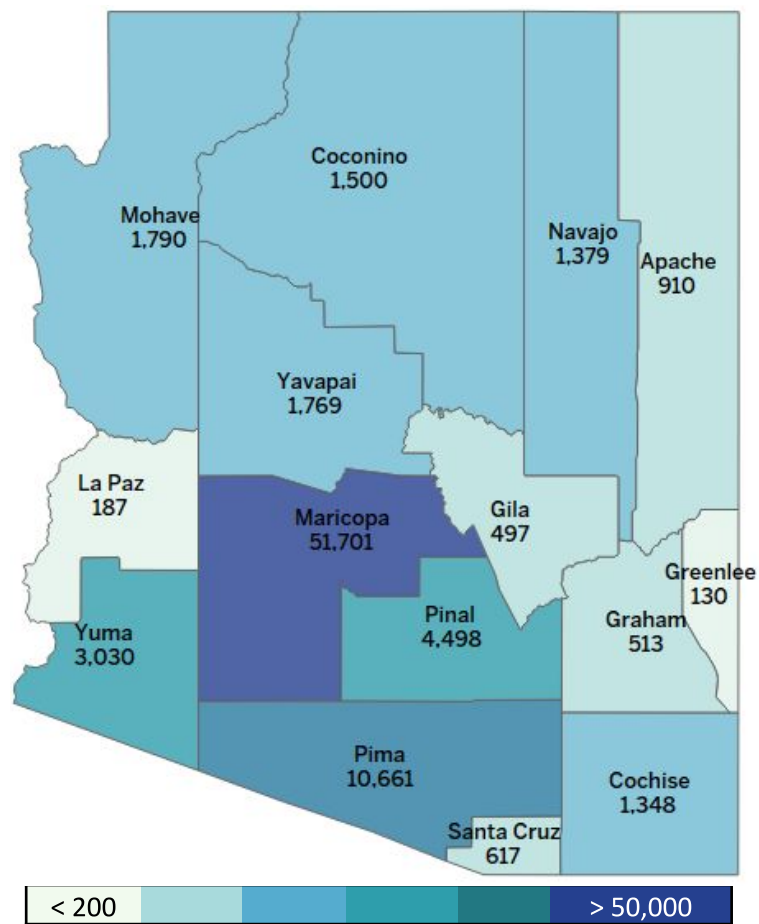 Coconino
1,500
Mohave
1,790
Navajo
1,379
Apache
910
Yavapai
1,769
La Paz
187
Maricopa
51,701
Gila
497
Greenlee
130
Yuma
3,030
Pinal
4,498
Graham
513
Pima
10,661
Cochise
1,348
Santa Cruz
617
< 200
> 50,000